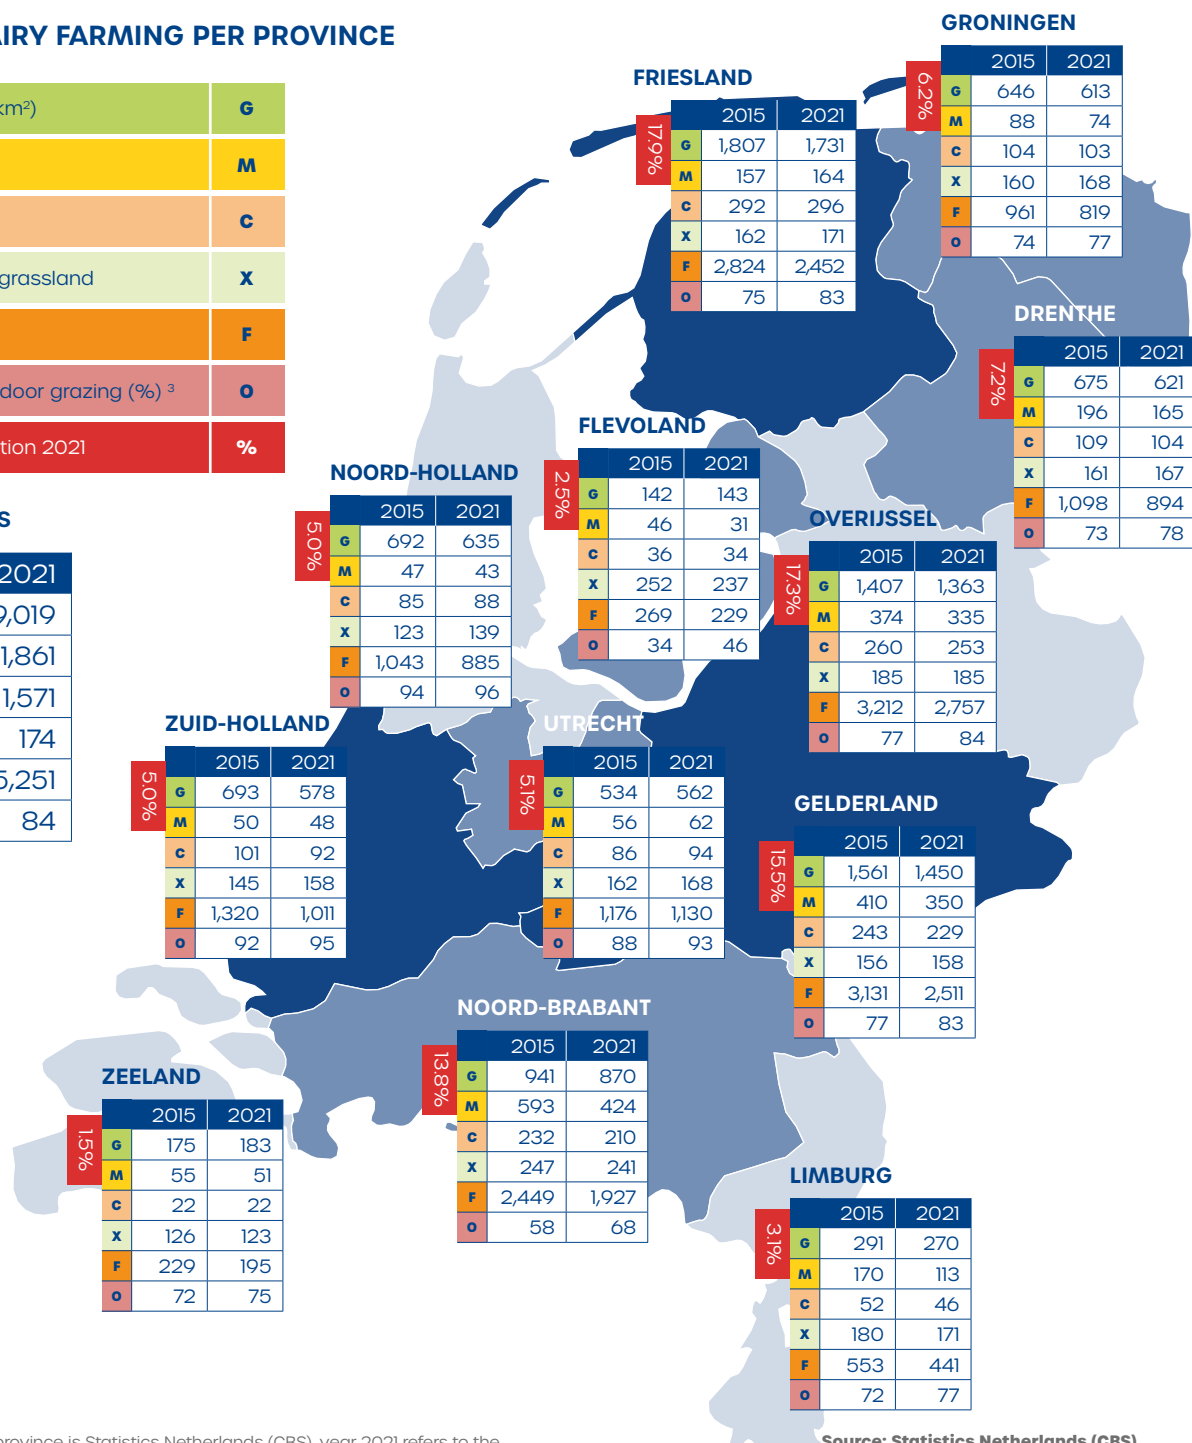 AIRY FARMING PER PROVINCE
km²) G
M
C
grassland X
F
door grazing (%) ³ O
tion 2021 %
S
2021
9,019
1,861
1,571
174
5,251
84
GRONINGEN
6.2%
2015 2021
G 646 613
M 88 74
C 104 103
X 160 168
F 961 819
O 74 77
FRIESLAND
17.9%
2015 2021
G 1,807 1,731
M 157 164
C 292 296
X 162 171
F 2,824 2,452
O 75 83
DRENTHE
7.2%
2015 2021
G 675 621
M 196 165
C 109 104
X 161 167
F 1,098 894
O 73 78
FLEVOLAND
2.5%
2015 2021
G 142 143
M 46 31
C 36 34
X 252 237
F 269 229
O 34 46
NOORD-HOLLAND
5.0%
2015 2021
G 692 635
M 47 43
C 85 88
X 123 139
F 1,043 885
O 94 96
OVERIJSSEL
17.3%
2015 2021
G 1,407 1,363
M 374 335
C 260 253
X 185 185
F 3,212 2,757
O 77 84
ZUID-HOLLAND
5.0%
2015 2021
G 693 578
M 50 48
C 101 92
X 145 158
F 1,320 1,011
O 92 95
UTRECHT
5.1%
2015 2021
G 534 562
M 56 62
C 86 94
X 162 168
F 1,176 1,130
O 88 93
GELDERLAND
15.5%
2015 2021
G 1,561 1,450
M 410 350
C 243 229
X 156 158
F 3,131 2,511
O 77 83
NOORD-BRABANT
13.8%
2015 2021
G 941 870
M 593 424
C 232 210
X 247 241
F 2,449 1,927
O 58 68
ZEELAND
1.5%
2015 2021
G 175 183
M 55 51
C 22 22
X 126 123
F 229 195
O 72 75
LIMBURG
3.1%
2015 2021
G 291 270
M 170 113
C 52 46
X 180 171
F 553 441
O 72 77
province is Statistics Netherlands (CBS), year 2021 refers to the
Source: Statistics Netherlands (CBS)